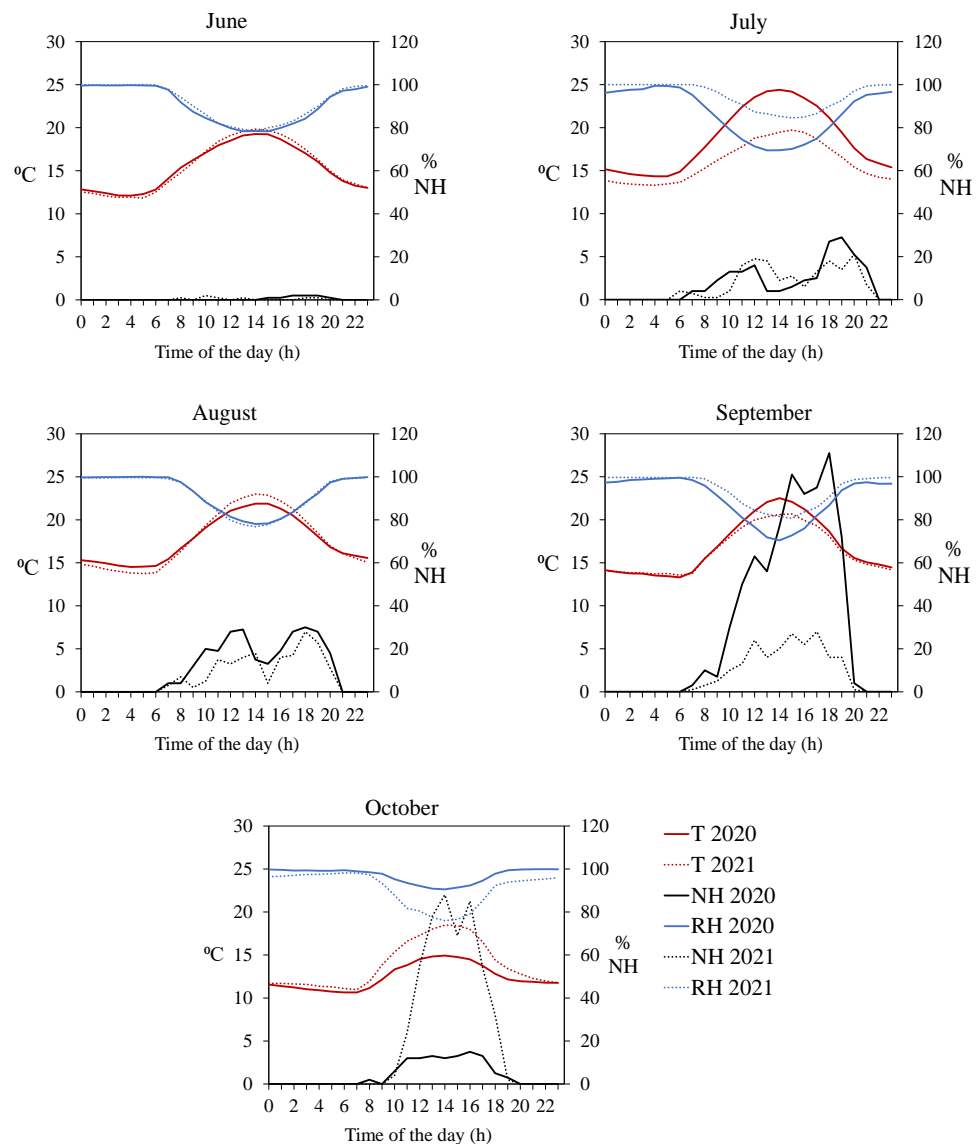 June
30
25
20
15
10
5
0
ºC
120
100
80
60
40
20
0
%
NH
0 2 4 6 8 10 12 14 16 18 20 22
Time of the day (h)
July
30
25
20
15
10
5
0
ºC
120
100
80
60
40
20
0
%
NH
0 2 4 6 8 10 12 14 16 18 20 22
Time of the day (h)
August
30
25
20
15
10
5
0
ºC
120
100
80
60
40
20
0
%
NH
0 2 4 6 8 10 12 14 16 18 20 22
Time of the day (h)
September
30
25
20
15
10
5
0
ºC
120
100
80
60
40
20
0
%
NH
0 2 4 6 8 10 12 14 16 18 20 22
Time of the day (h)
October
30
25
20
15
10
5
0
ºC
120
100
80
60
40
20
0
%
NH
0 2 4 6 8 10 12 14 16 18 20 22
Time of the day (h)
T 2020
T 2021
NH 2020
RH 2020
NH 2021
RH 2021